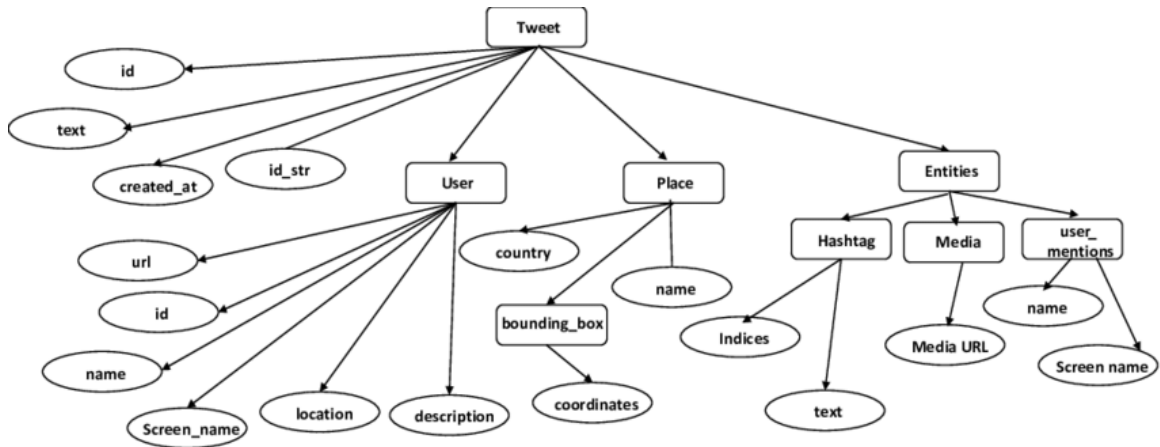 Tweet
id
text
created_at
id_str
User
Place
Entities
url
id
name
Screen_name
location
description
country
name
bounding_box
coordinates
Hashtag
Media
user_
mentions
Indices
text
Media URL
name
Screen name